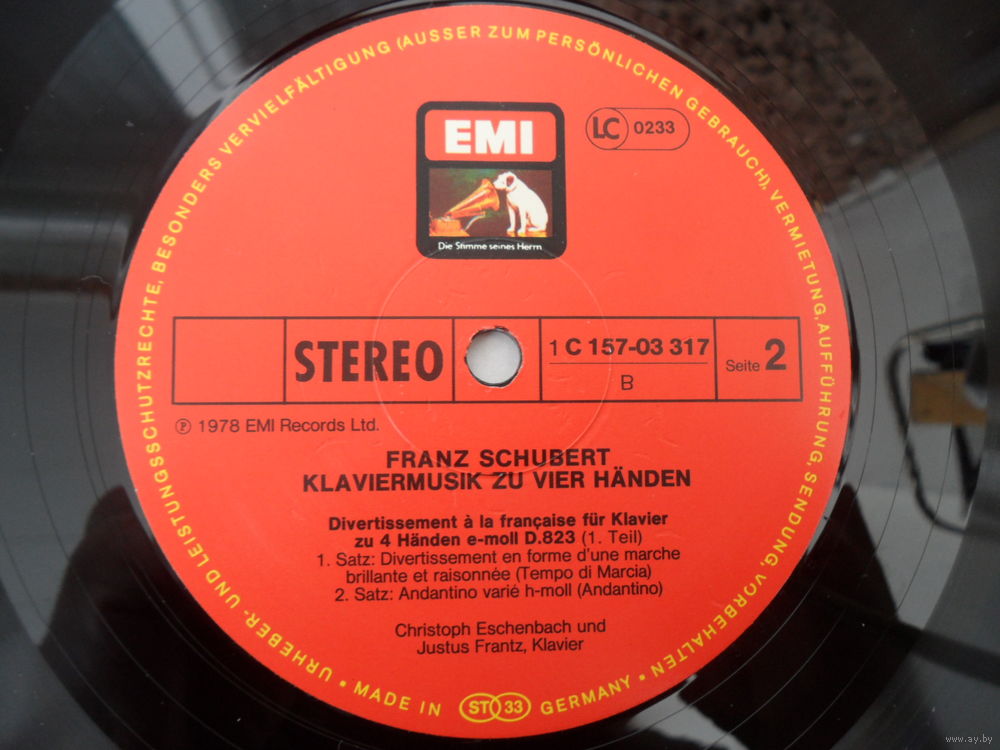 URHEBER- UND LEISTUNGSSCHUTZRECHTE, BESONDERS VERVIELFÄLTIGUNG (AUSSER ZUM PERSÖNLICHEN GEBRAUCH), VERMIETUNG, AUFFÜHRUNG, SENDUNG, VORBEHALTEN • MADE IN ST 33 GERMANY •
EMI
LC 0233
Die Stimme seines Herrn
STEREO
1 C 157-03 317
B
Seite 2
℗ 1978 EMI Records Ltd.
FRANZ SCHUBERT
KLAVIERMUSIK ZU VIER HÄNDEN
Divertissement à la française für Klavier
zu 4 Händen e-moll D.823 (1. Teil)
1. Satz: Divertissement en forme d'une marche
brillante et raisonnée (Tempo di Marcia)
2. Satz: Andantino varié h-moll (Andantino)
Christoph Eschenbach und
Justus Frantz, Klavier
www.ay.by